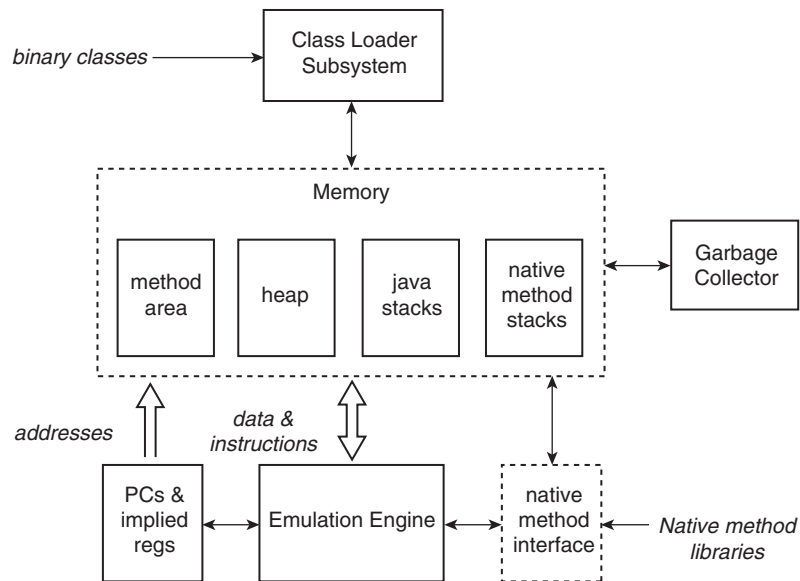 Class Loader
Subsystem
binary classes
Memory
method
area
heap
java
stacks
native
method
stacks
Garbage
Collector
addresses
data &
instructions
PCs &
implied
regs
Emulation Engine
native
method
interface
Native method
libraries